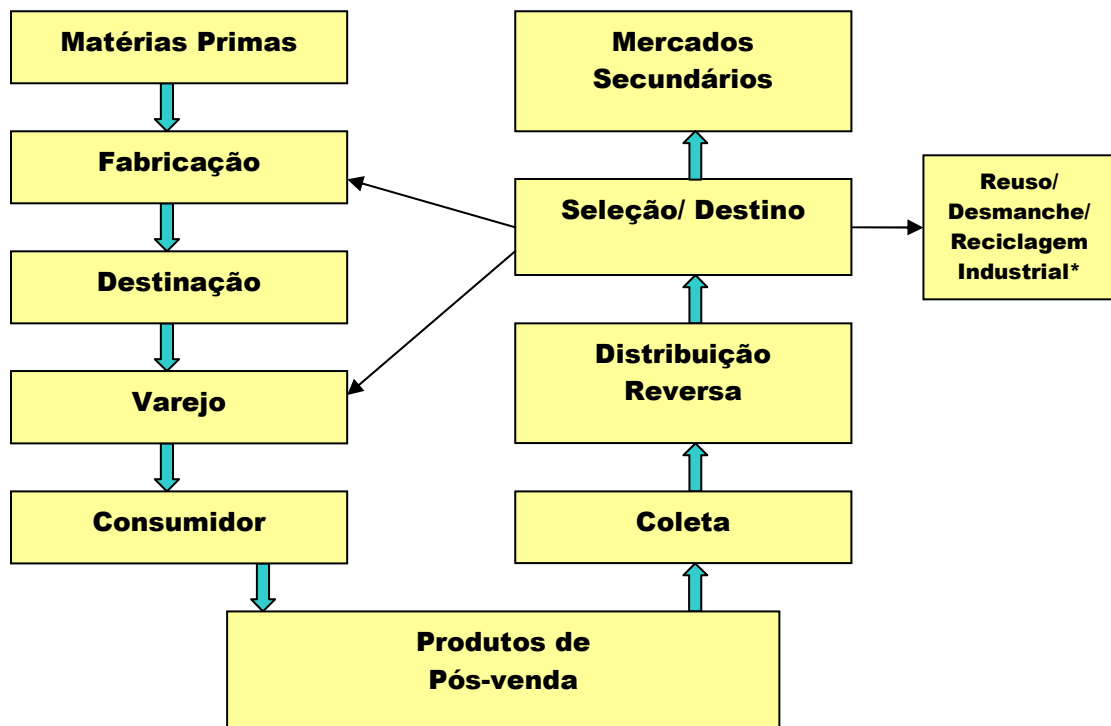 Matérias Primas
Fabricação
Destinação
Varejo
Consumidor
Produtos de
Pós-venda
Coleta
Distribuição
Reversa
Seleção/ Destino
Mercados
Secundários
Reuso/
Desmanche/
Reciclagem
Industrial*